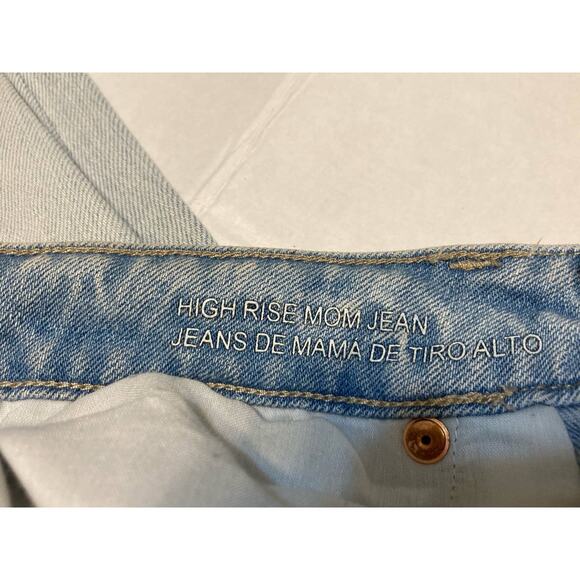 HIGH RISE MOM JEAN
JEANS DE MAMA DE TIRO ALTO